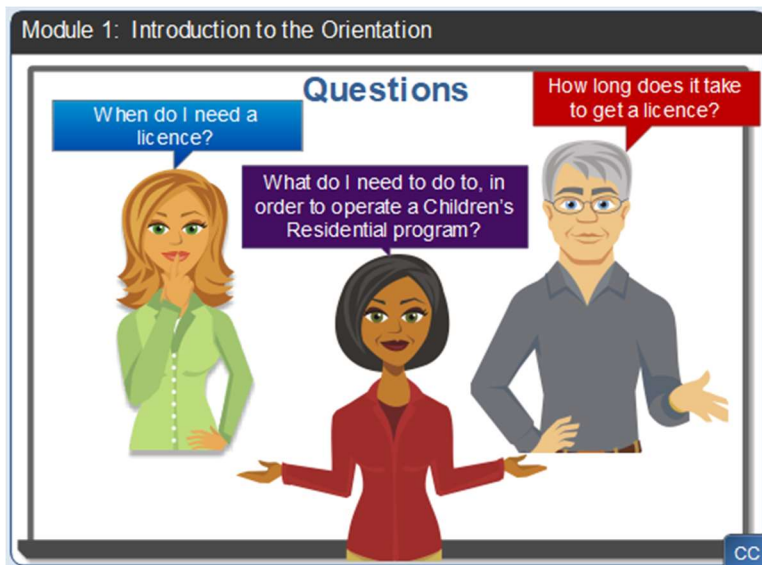 Module 1: Introduction to the Orientation
Questions
When do I need a
licence?
What do I need to do to, in
order to operate a Children's
Residential program?
How long does it take
to get a licence?
CC